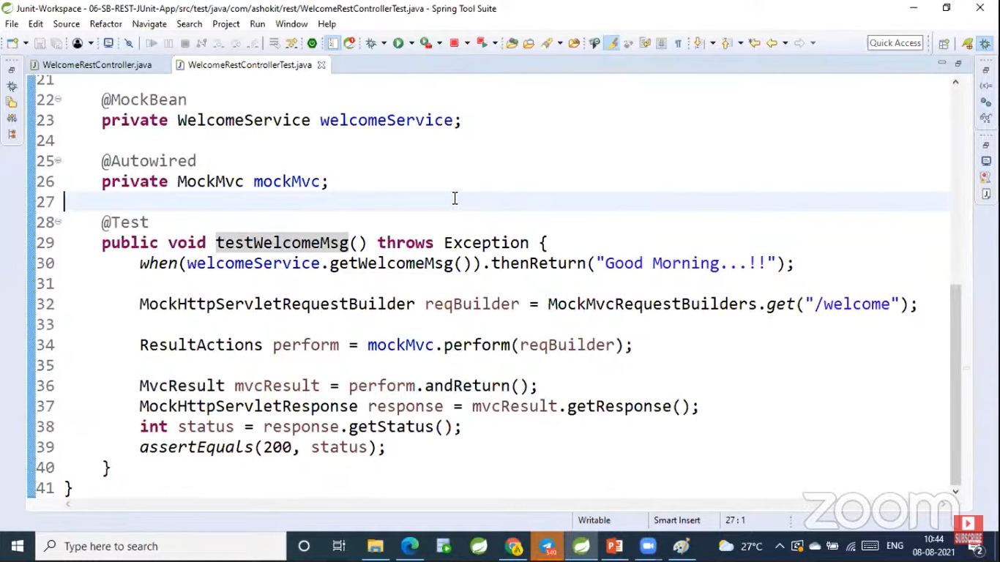 Junit-Workspace - 06-SB-REST-JUnit-App/src/test/java/com/ashokit/rest/WelcomeRestControllerTest.java - Spring Tool Suite
File Edit Source Refactor Navigate Search Project Run Window Help
Quick Access
WelcomeRestController.java WelcomeRestControllerTest.java
21
22 @MockBean
23 private WelcomeService welcomeService;
24
25 @Autowired
26 private MockMvc mockMvc;
27
28 @Test
29 public void testWelcomeMsg() throws Exception {
30 when(welcomeService.getWelcomeMsg()).thenReturn("Good Morning...!!");
31
32 MockHttpServletRequestBuilder reqBuilder = MockMvcRequestBuilders.get("/welcome");
33
34 ResultActions perform = mockMvc.perform(reqBuilder);
35
36 MvcResult mvcResult = perform.andReturn();
37 MockHttpServletResponse response = mvcResult.getResponse();
38 int status = response.getStatus();
39 assertEquals(200, status);
40 }
41 }
zoom
Writable Smart Insert 27 : 1
SUBSCRIBE
Type here to search
27°C ENG 10:44
08-08-2021
2